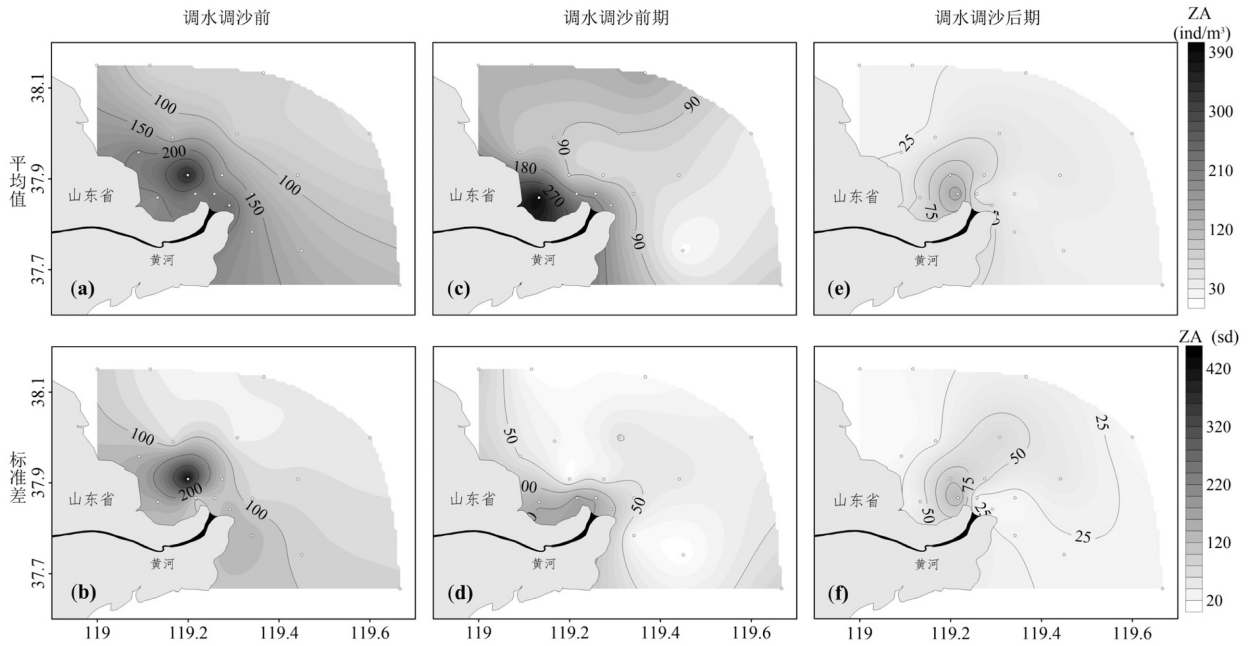 调水调沙前
调水调沙前期
调水调沙后期
ZA
(ind/m³)
390
300
210
120
30
平均值
38.1
37.9
37.7
100
150
200
100
150
山东省
黄河
(a)
90
90
180
270
90
山东省
黄河
(c)
25
75
山东省
黄河
(e)
ZA (sd)
420
320
220
120
20
标准差
38.1
37.9
37.7
100
200
100
山东省
黄河
(b)
50
00
50
山东省
黄河
(d)
25
50
75
50
25
25
山东省
黄河
(f)
119
119.2
119.4
119.6
119
119.2
119.4
119.6
119
119.2
119.4
119.6